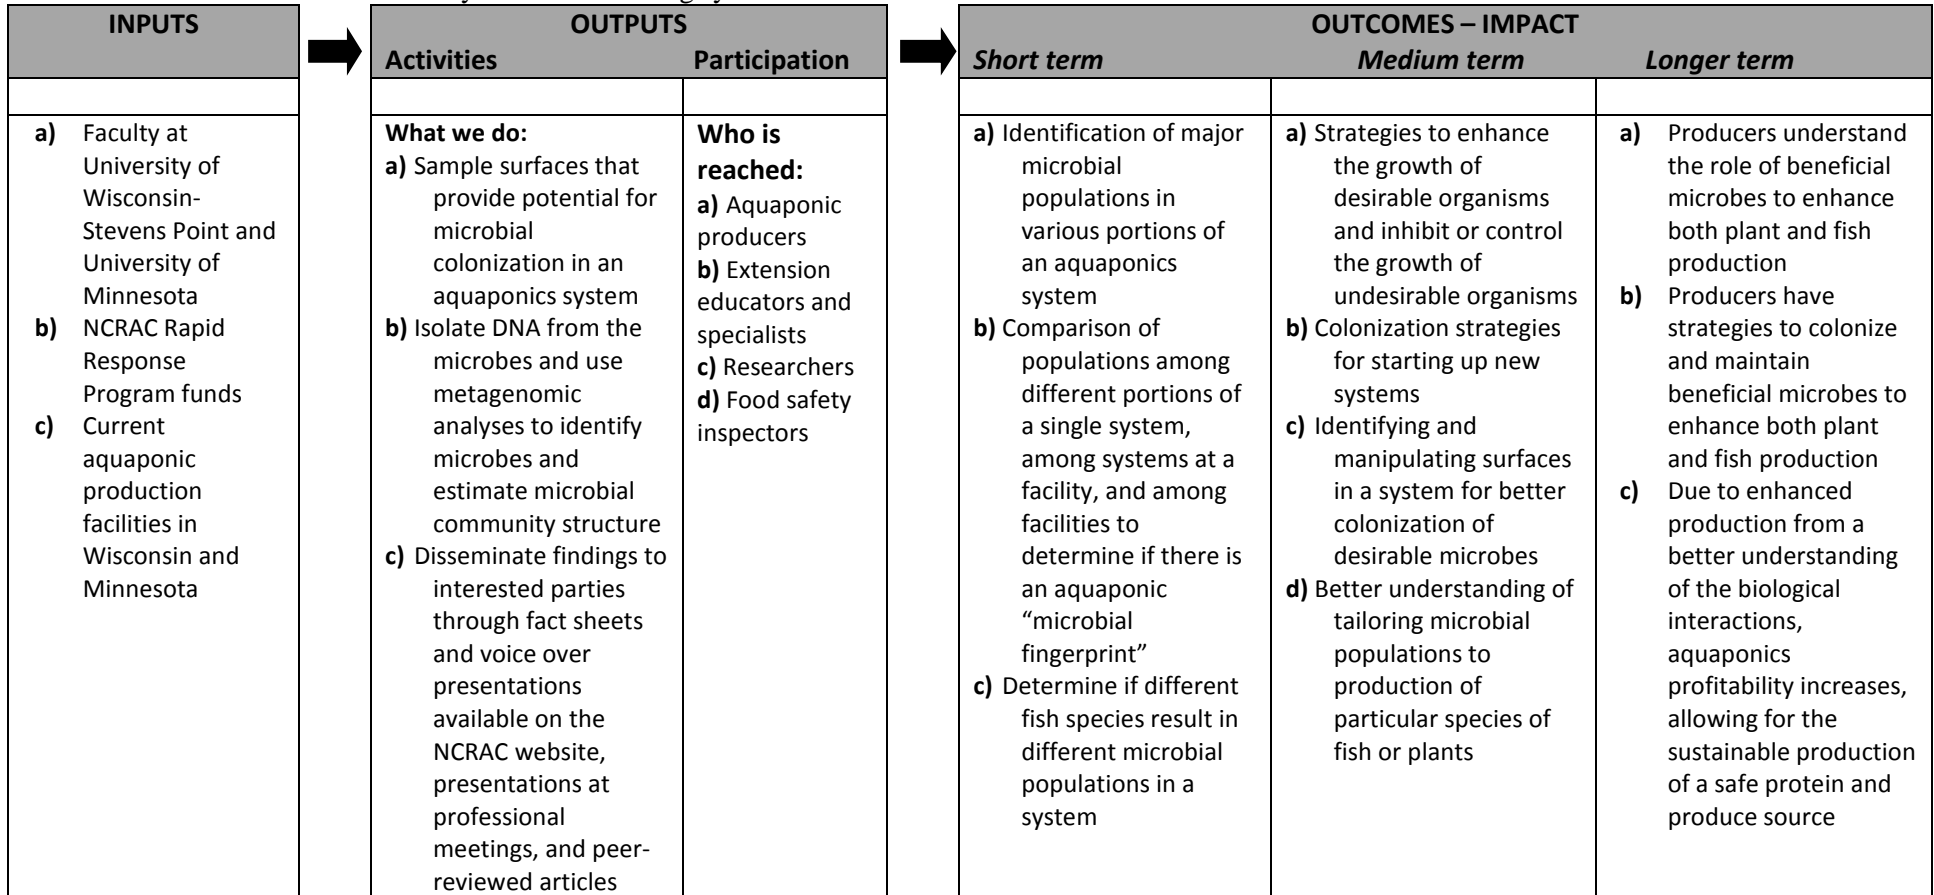 INPUTS
a) Faculty at
University of
Wisconsin-
Stevens Point and
University of
Minnesota
b) NCRAC Rapid
Response
Program funds
c) Current
aquaponic
production
facilities in
Wisconsin and
Minnesota
OUTPUTS
Activities
What we do:
a) Sample surfaces that
provide potential for
microbial
colonization in an
aquaponics system
b) Isolate DNA from the
microbes and use
metagenomic
analyses to identify
microbes and
estimate microbial
community structure
c) Disseminate findings to
interested parties
through fact sheets
and voice over
presentations
available on the
NCRAC website,
presentations at
professional
meetings, and peer-
reviewed articles
Participation
Who is
reached:
a) Aquaponic
producers
b) Extension
educators and
specialists
c) Researchers
d) Food safety
inspectors
OUTCOMES – IMPACT
Short term
a) Identification of major
microbial
populations in
various portions of
an aquaponics
system
b) Comparison of
populations among
different portions of
a single system,
among systems at a
facility, and among
facilities to
determine if there is
an aquaponic
“microbial
fingerprint”
c) Determine if different
fish species result in
different microbial
populations in a
system
Medium term
a) Strategies to enhance
the growth of
desirable organisms
and inhibit or control
the growth of
undesirable organisms
b) Colonization strategies
for starting up new
systems
c) Identifying and
manipulating surfaces
in a system for better
colonization of
desirable microbes
d) Better understanding of
tailoring microbial
populations to
production of
particular species of
fish or plants
Longer term
a) Producers understand
the role of beneficial
microbes to enhance
both plant and fish
production
b) Producers have
strategies to colonize
and maintain
beneficial microbes to
enhance both plant
and fish production
c) Due to enhanced
production from a
better understanding
of the biological
interactions,
aquaponics
profitability increases,
allowing for the
sustainable production
of a safe protein and
produce source